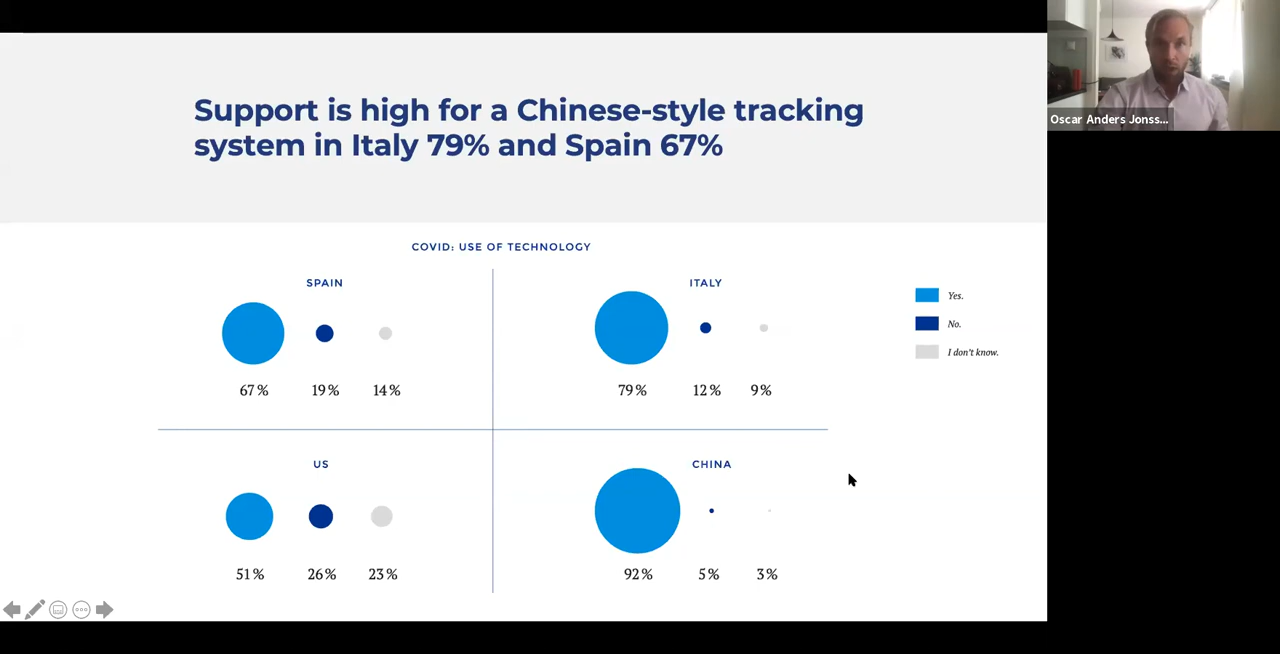 Support is high for a Chinese-style tracking
system in Italy 79% and Spain 67%
Oscar Anders Jonss...
COVID: USE OF TECHNOLOGY
SPAIN
67% 19% 14%
ITALY
79% 12% 9%
Yes.
No.
I don't know.
US
51% 26% 23%
CHINA
92% 5% 3%